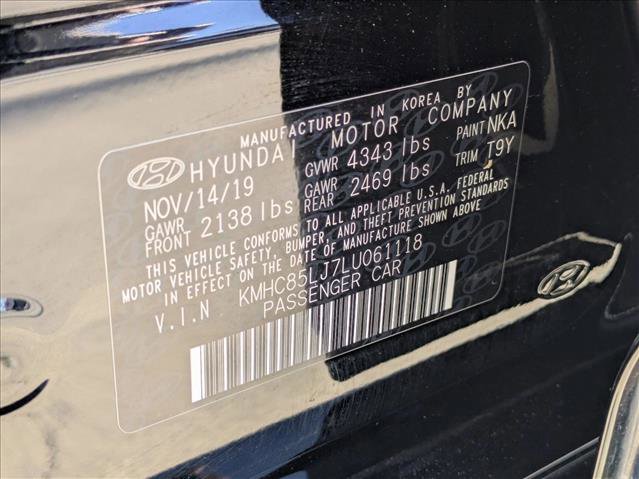 MANUFACTURED IN KOREA BY
HYUNDAI MOTOR COMPANY
NOV/14/19 GVWR 4343 lbs PAINT NKA
GAWR FRONT 2138 lbs GAWR REAR 2469 lbs TRIM T9Y
THIS VEHICLE CONFORMS TO ALL APPLICABLE U.S.A. FEDERAL
MOTOR VEHICLE SAFETY, BUMPER, AND THEFT PREVENTION STANDARDS
IN EFFECT ON THE DATE OF MANUFACTURE SHOWN ABOVE
V.I.N KMHC85LJ7LU061118
PASSENGER CAR